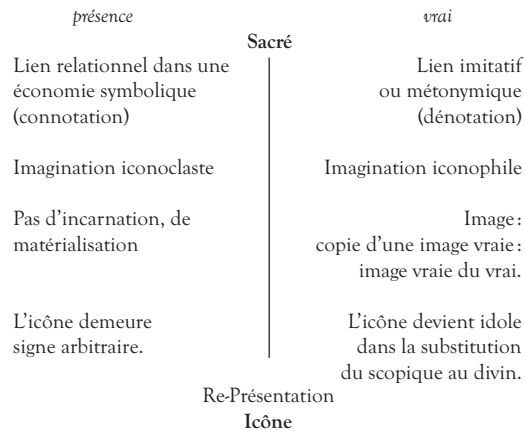 présence
vrai
Sacré
Lien relationnel dans une
économie symbolique
(connotation)
Lien imitatif
ou métonymique
(dénotation)
Imagination iconoclaste
Imagination iconophile
Pas d’incarnation, de
matérialisation
Image :
copie d’une image vraie :
image vraie du vrai.
L’icône demeure
signe arbitraire.
L’icône devient idole
dans la substitution
du scopique au divin.
Re-Présentation
Icône